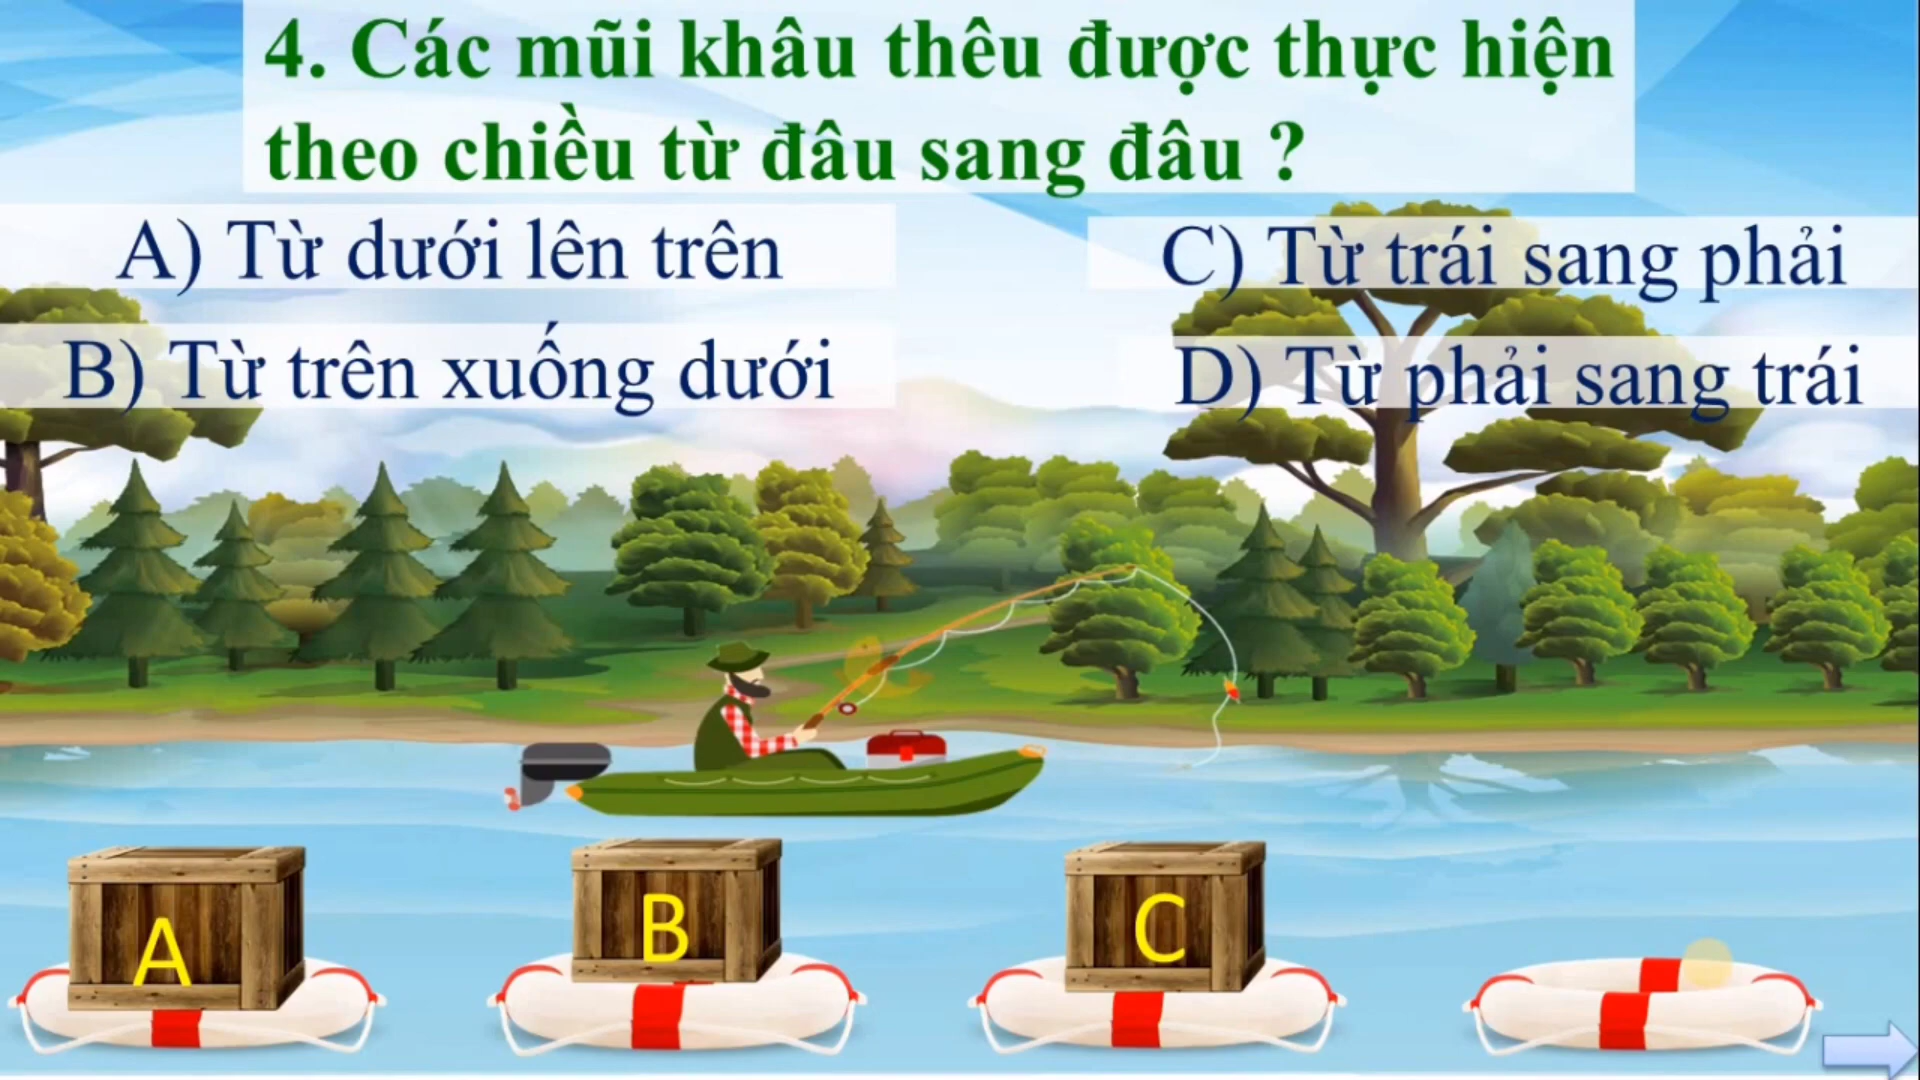 4. Các mũi khâu thêu được thực hiện
theo chiều từ đâu sang đâu ?
A) Từ dưới lên trên
C) Từ trái sang phải
B) Từ trên xuống dưới
D) Từ phải sang trái
A
B
C